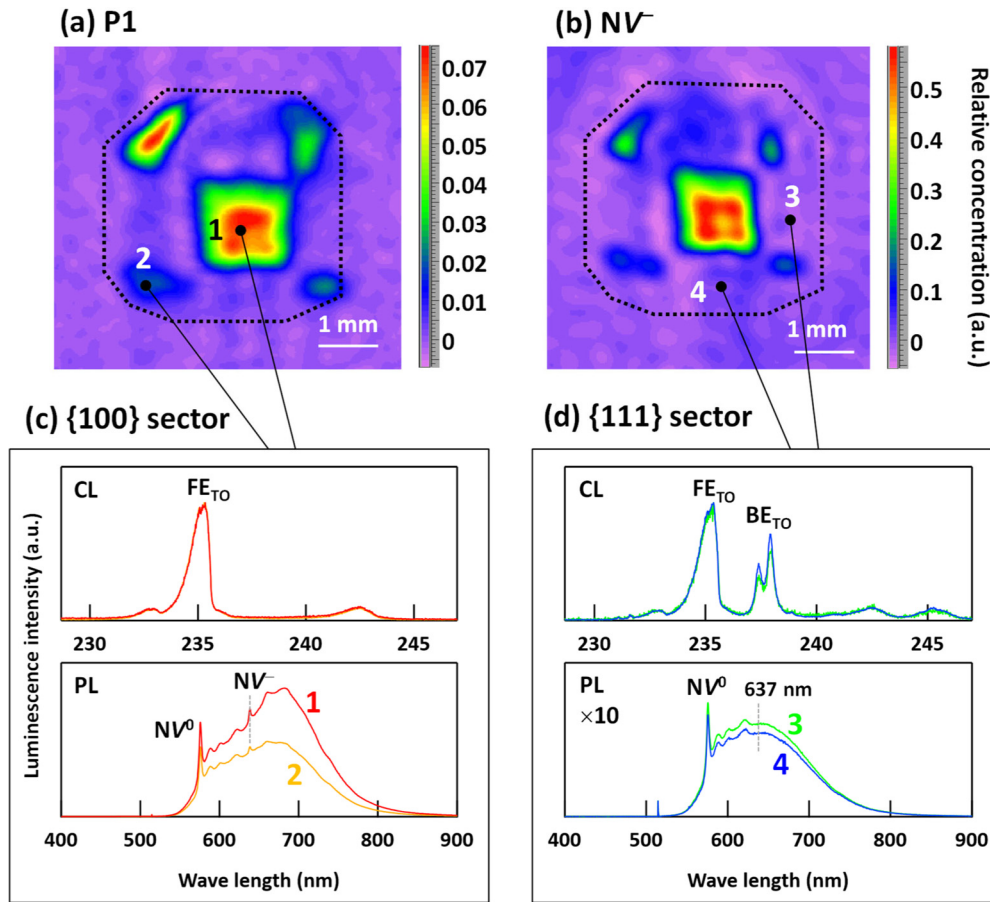 (a) P1
(b) NV⁻
0.07
0.06
0.05
0.04
0.03
0.02
0.01
0
1
2
1 mm
0.5
0.4
0.3
0.2
0.1
0
3
4
1 mm
Relative concentration (a.u.)
(c) {100} sector
(d) {111} sector
Luminescence intensity (a.u.)
CL
FE_TO
230 235 240 245
PL
NV⁰
NV⁻
1
2
400 500 600 700 800 900
Wave length (nm)
CL
FE_TO
BE_TO
230 235 240 245
PL
×10
NV⁰
637 nm
3
4
400 500 600 700 800 900
Wave length (nm)